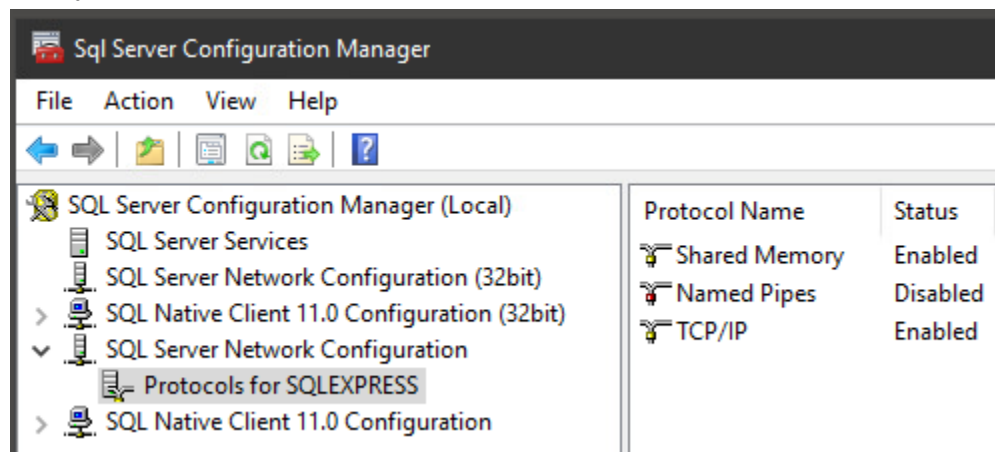 Sql Server Configuration Manager
File Action View Help
SQL Server Configuration Manager (Local)
SQL Server Services
SQL Server Network Configuration (32bit)
SQL Native Client 11.0 Configuration (32bit)
SQL Server Network Configuration
Protocols for SQLEXPRESS
SQL Native Client 11.0 Configuration
Protocol Name Status
Shared Memory Enabled
Named Pipes Disabled
TCP/IP Enabled